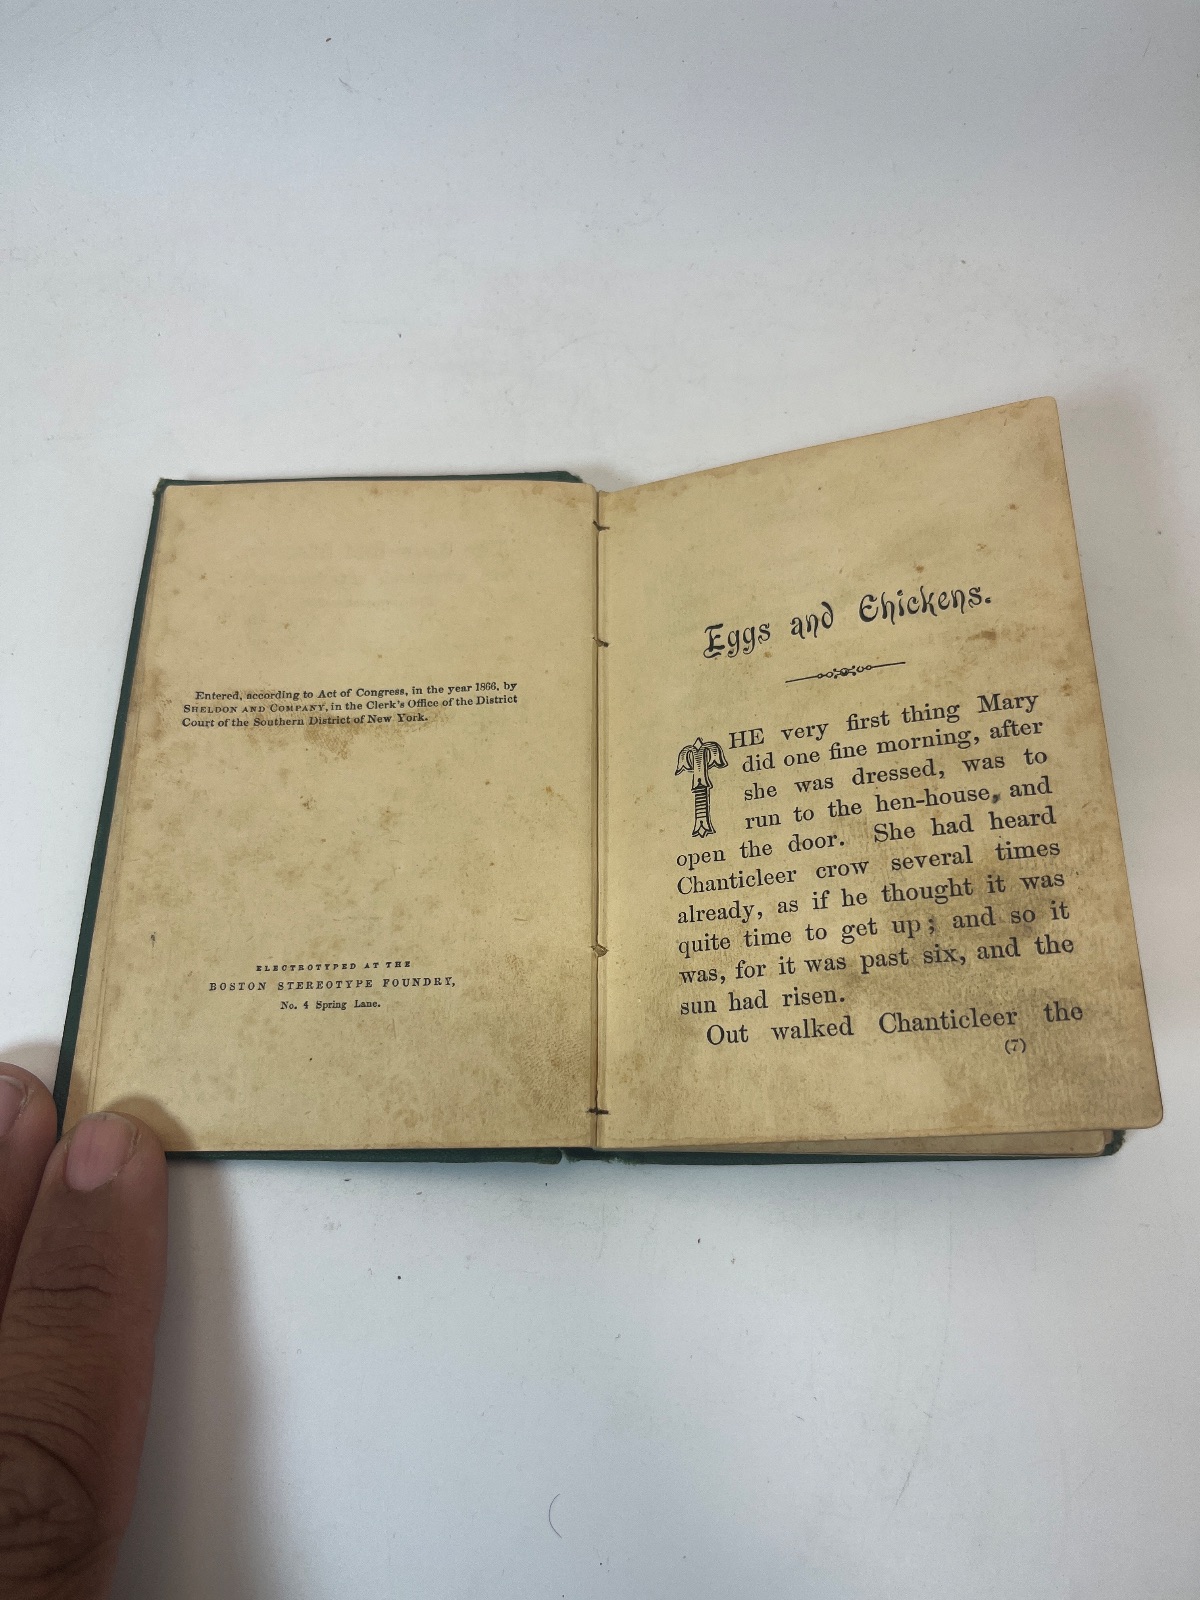 Entered, according to Act of Congress, in the year 1866, by
SHELDON AND COMPANY, in the Clerk's Office of the District
Court of the Southern District of New York.
ELECTROTYPED AT THE
BOSTON STEREOTYPE FOUNDRY,
No. 4 Spring Lane.
Eggs and Chickens.
THE very first thing Mary
did one fine morning, after
she was dressed, was to
run to the hen-house, and
open the door. She had heard
Chanticleer crow several times
already, as if he thought it was
quite time to get up; and so it
was, for it was past six, and the
sun had risen.
Out walked Chanticleer the
(7)